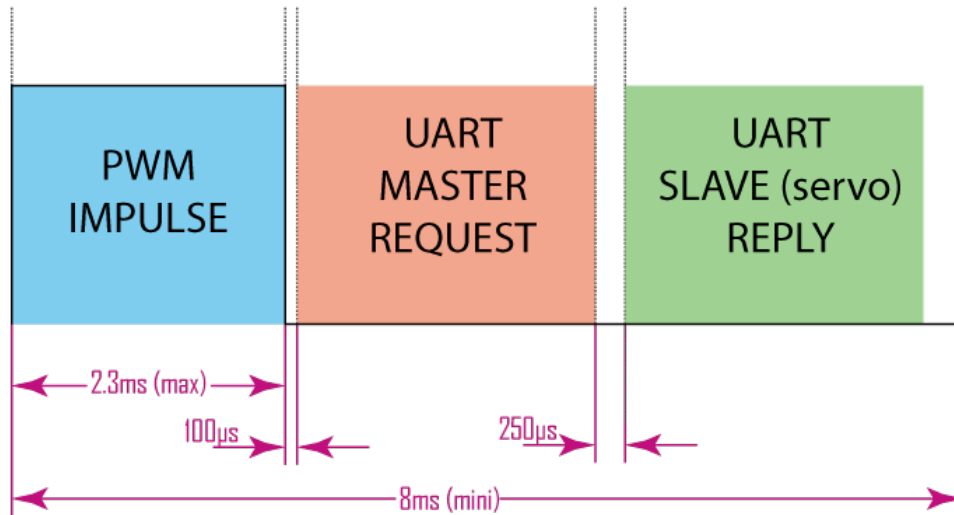 PWM
IMPULSE
UART
MASTER
REQUEST
UART
SLAVE (servo)
REPLY
2.3ms (max)
100µs
250µs
8ms (mini)